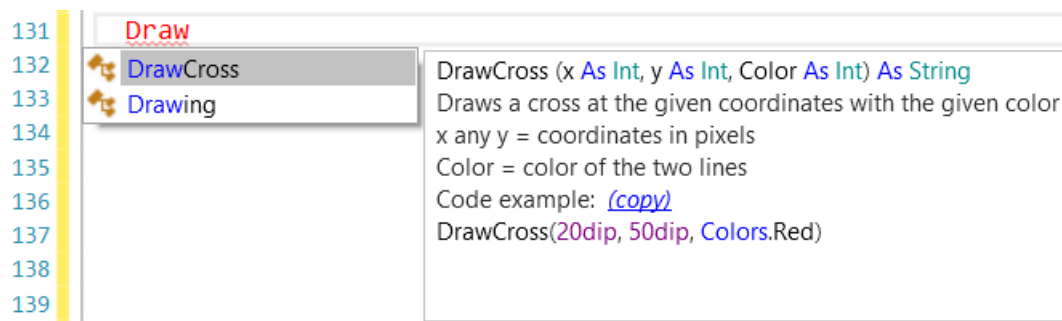 131 Draw
132 DrawCross
133 Drawing
134
135
136
137
138
139
DrawCross (x As Int, y As Int, Color As Int) As String
Draws a cross at the given coordinates with the given color
x any y = coordinates in pixels
Color = color of the two lines
Code example: (copy)
DrawCross(20dip, 50dip, Colors.Red)